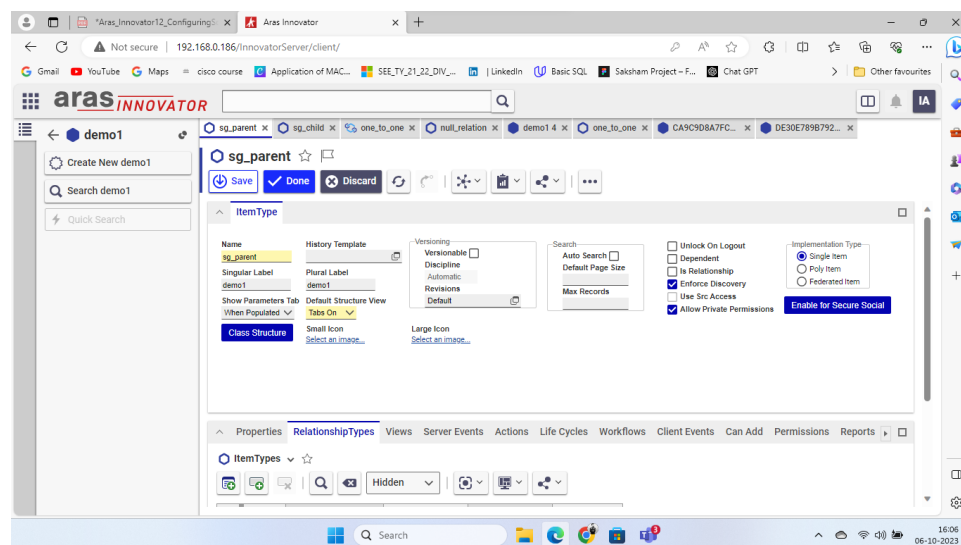 *Aras_Innovator12_ConfiguringS
Aras Innovator
Not secure
192.168.0.186/InnovatorServer/client/
Gmail
YouTube
Maps
cisco course
Application of MAC...
SEE_TY_21_22_DIV_...
| LinkedIn
Basic SQL
Saksham Project – F...
Chat GPT
Other favourites
aras INNOVATOR
IA
demo1
sg_parent
sg_child
one_to_one
null_relation
demo1 4
one_to_one
CA9C9D8A7FC...
DE30E789B792...
Create New demo1
Search demo1
Quick Search
sg_parent
Save
Done
Discard
ItemType
Name
sg_parent
History Template
Singular Label
demo1
Plural Label
demo1
Show Parameters Tab
When Populated
Default Structure View
Tabs On
Class Structure
Small Icon
Select an image...
Large Icon
Select an image...
Versioning
Versionable
Discipline
Automatic
Revisions
Default
Search
Auto Search
Default Page Size
Max Records
Unlock On Logout
Dependent
Is Relationship
Enforce Discovery
Use Src Access
Allow Private Permissions
Implementation Type
Single Item
Poly Item
Federated Item
Enable for Secure Social
Properties
RelationshipTypes
Views
Server Events
Actions
Life Cycles
Workflows
Client Events
Can Add
Permissions
Reports
ItemTypes
Hidden
Search
16:06
06-10-2023